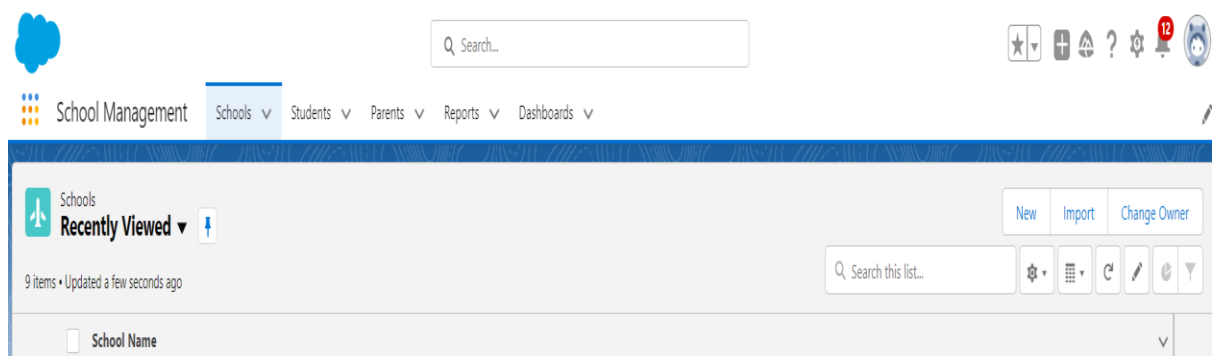 Search...
12
School Management Schools Students Parents Reports Dashboards
Schools
Recently Viewed
New Import Change Owner
Search this list...
9 items • Updated a few seconds ago
School Name